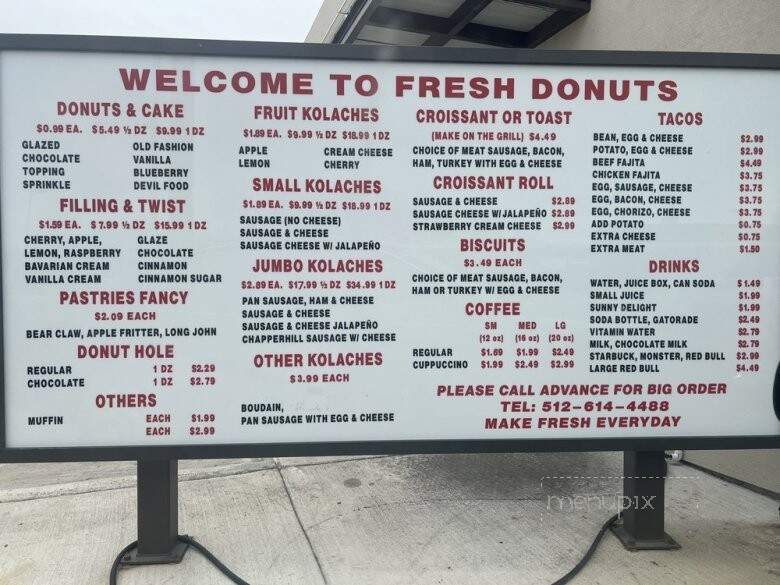 WELCOME TO FRESH DONUTS
DONUTS & CAKE
$0.99 EA. $5.49 ½ DZ $9.99 1 DZ
GLAZED OLD FASHION
CHOCOLATE VANILLA
TOPPING BLUEBERRY
SPRINKLE DEVIL FOOD
FILLING & TWIST
$1.59 EA. $7.99 ½ DZ $15.99 1 DZ
CHERRY, APPLE, GLAZE
LEMON, RASPBERRY CHOCOLATE
BAVARIAN CREAM CINNAMON
VANILLA CREAM CINNAMON SUGAR
PASTRIES FANCY
$2.09 EACH
BEAR CLAW, APPLE FRITTER, LONG JOHN
DONUT HOLE
REGULAR 1 DZ $2.29
CHOCOLATE 1 DZ $2.79
OTHERS
MUFFIN EACH $1.99
EACH $2.99
FRUIT KOLACHES
$1.89 EA. $9.99 ½ DZ $18.99 1 DZ
APPLE CREAM CHEESE
LEMON CHERRY
SMALL KOLACHES
$1.89 EA. $9.99 ½ DZ $18.99 1 DZ
SAUSAGE (NO CHEESE)
SAUSAGE & CHEESE
SAUSAGE CHEESE W/ JALAPEÑO
JUMBO KOLACHES
$2.89 EA. $17.99 ½ DZ $34.99 1 DZ
PAN SAUSAGE, HAM & CHEESE
SAUSAGE & CHEESE
SAUSAGE & CHEESE JALAPEÑO
CHAPPERHILL SAUSAGE W/ CHEESE
OTHER KOLACHES
$3.99 EACH
BOUDAIN,
PAN SAUSAGE WITH EGG & CHEESE
CROISSANT OR TOAST
(MAKE ON THE GRILL) $4.49
CHOICE OF MEAT SAUSAGE, BACON,
HAM, TURKEY WITH EGG & CHEESE
CROISSANT ROLL
SAUSAGE & CHEESE $2.89
SAUSAGE CHEESE W/JALAPEÑO $2.89
STRAWBERRY CREAM CHEESE $2.99
BISCUITS
$3.49 EACH
CHOICE OF MEAT SAUSAGE, BACON,
HAM OR TURKEY W/ EGG & CHEESE
COFFEE
SM MED LG
(12 oz) (16 oz) (20 oz)
REGULAR $1.69 $1.99 $2.49
CUPPUCCINO $1.99 $2.49 $2.99
TACOS
BEAN, EGG & CHEESE $2.99
POTATO, EGG & CHEESE $2.99
BEEF FAJITA $4.49
CHICKEN FAJITA $3.75
EGG, SAUSAGE, CHEESE $3.75
EGG, BACON, CHEESE $3.75
EGG, CHORIZO, CHEESE $3.75
ADD POTATO $0.75
EXTRA CHEESE $0.75
EXTRA MEAT $1.50
DRINKS
WATER, JUICE BOX, CAN SODA $1.49
SMALL JUICE $1.99
SUNNY DELIGHT $1.99
SODA BOTTLE, GATORADE $2.49
VITAMIN WATER $2.79
MILK, CHOCOLATE MILK $2.79
STARBUCK, MONSTER, RED BULL $2.99
LARGE RED BULL $4.49
PLEASE CALL ADVANCE FOR BIG ORDER
TEL: 512-614-4488
MAKE FRESH EVERYDAY
menupix